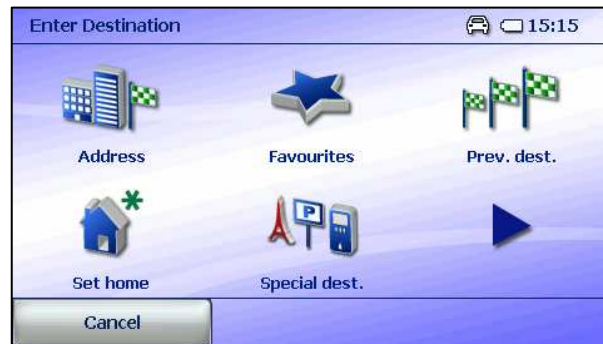 Enter Destination 15:15
Address Favourites Prev. dest.
P
Set home Special dest.
Cancel